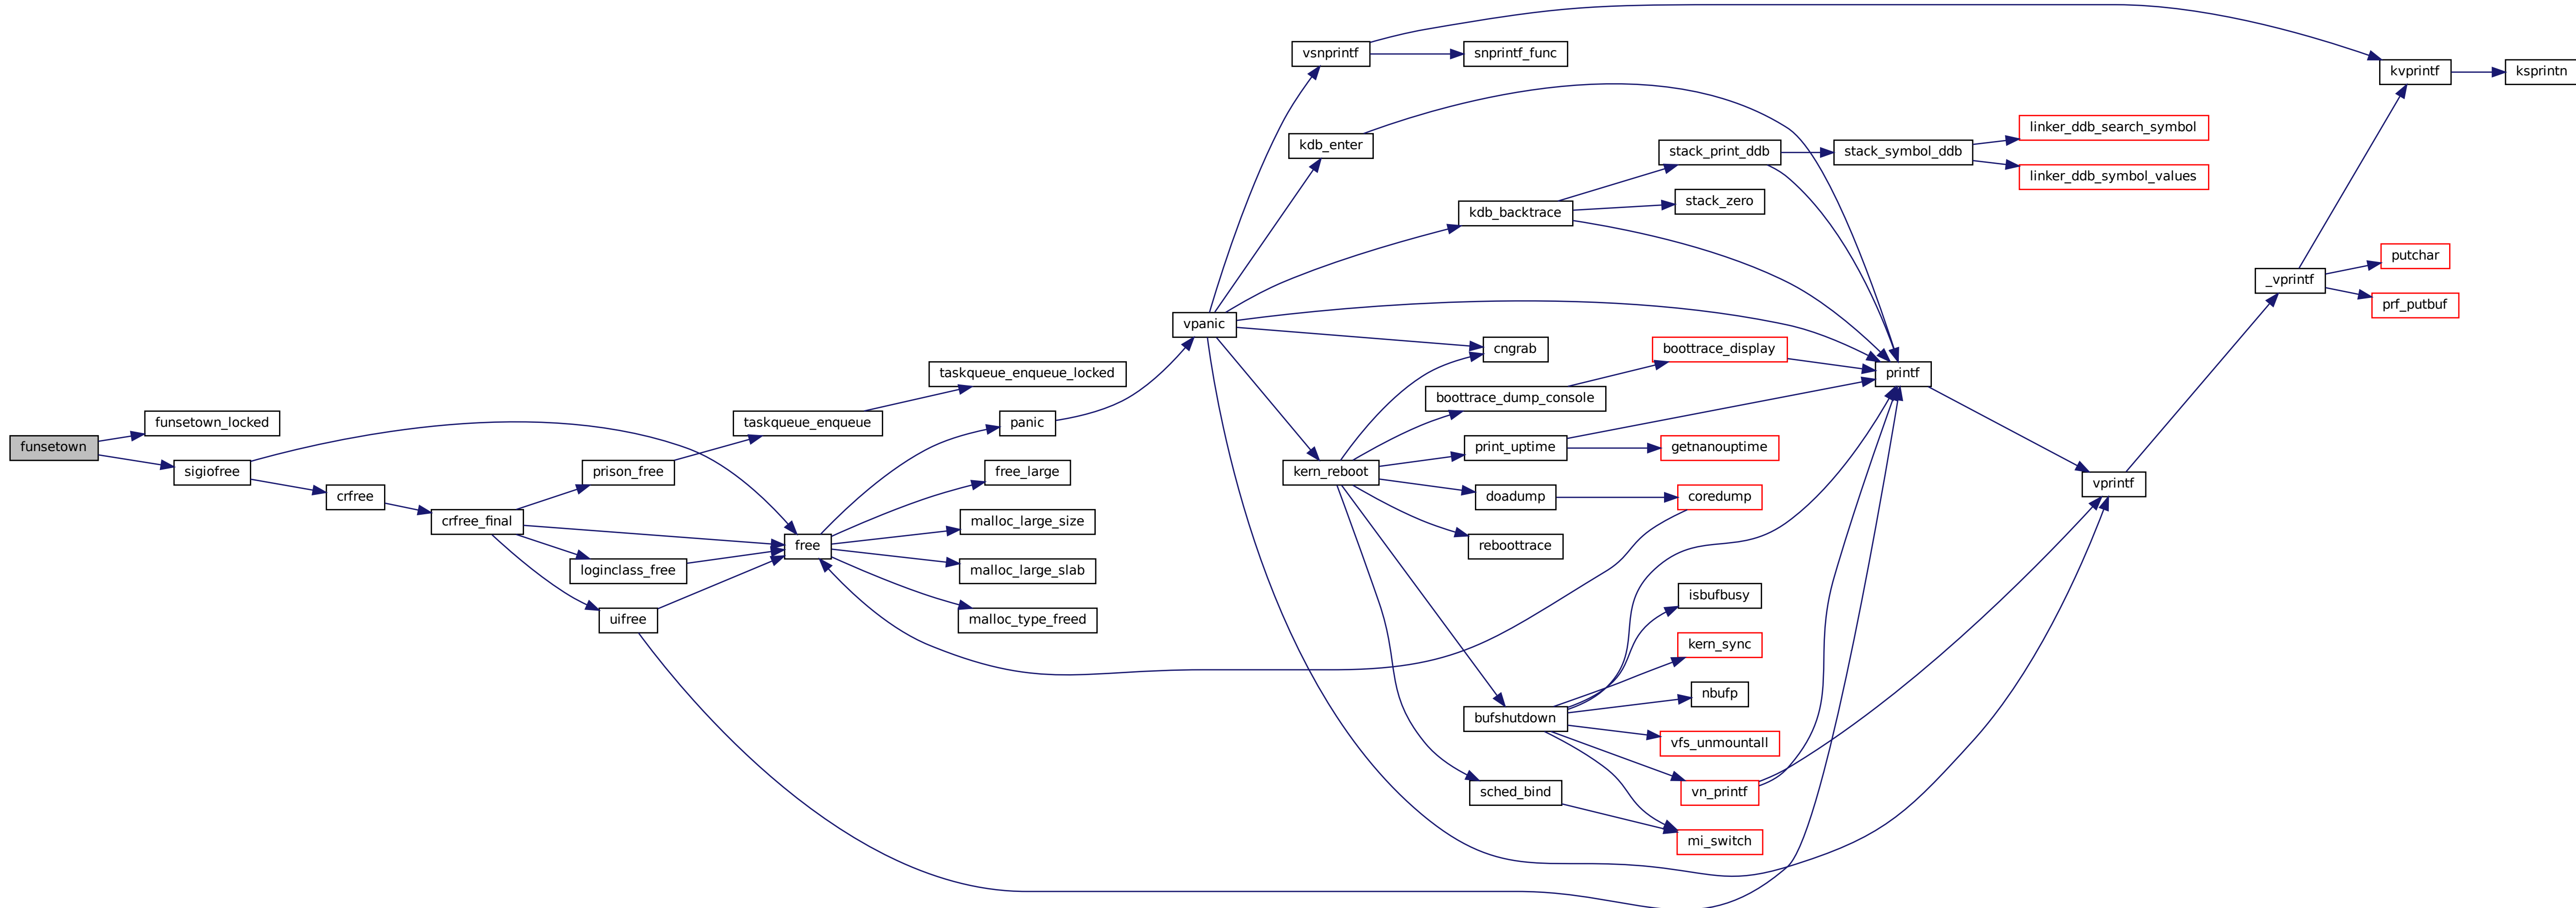 funsetown
funsetown_locked
sigiofree
crfree
crfree_final
prison_free
loginclass_free
uifree
taskqueue_enqueue
free
taskqueue_enqueue_locked
panic
free_large
malloc_large_size
malloc_large_slab
malloc_type_freed
vpanic
vsnprintf
kdb_enter
kern_reboot
snprintf_func
kdb_backtrace
cngrab
boottrace_dump_console
print_uptime
doadump
reboottrace
bufshutdown
sched_bind
stack_print_ddb
stack_zero
boottrace_display
getnanouptime
coredump
isbufbusy
kern_sync
nbufp
vfs_unmountall
vn_printf
mi_switch
stack_symbol_ddb
printf
linker_ddb_search_symbol
linker_ddb_symbol_values
vprintf
_vprintf
kvprintf
putchar
prf_putbuf
ksprintn